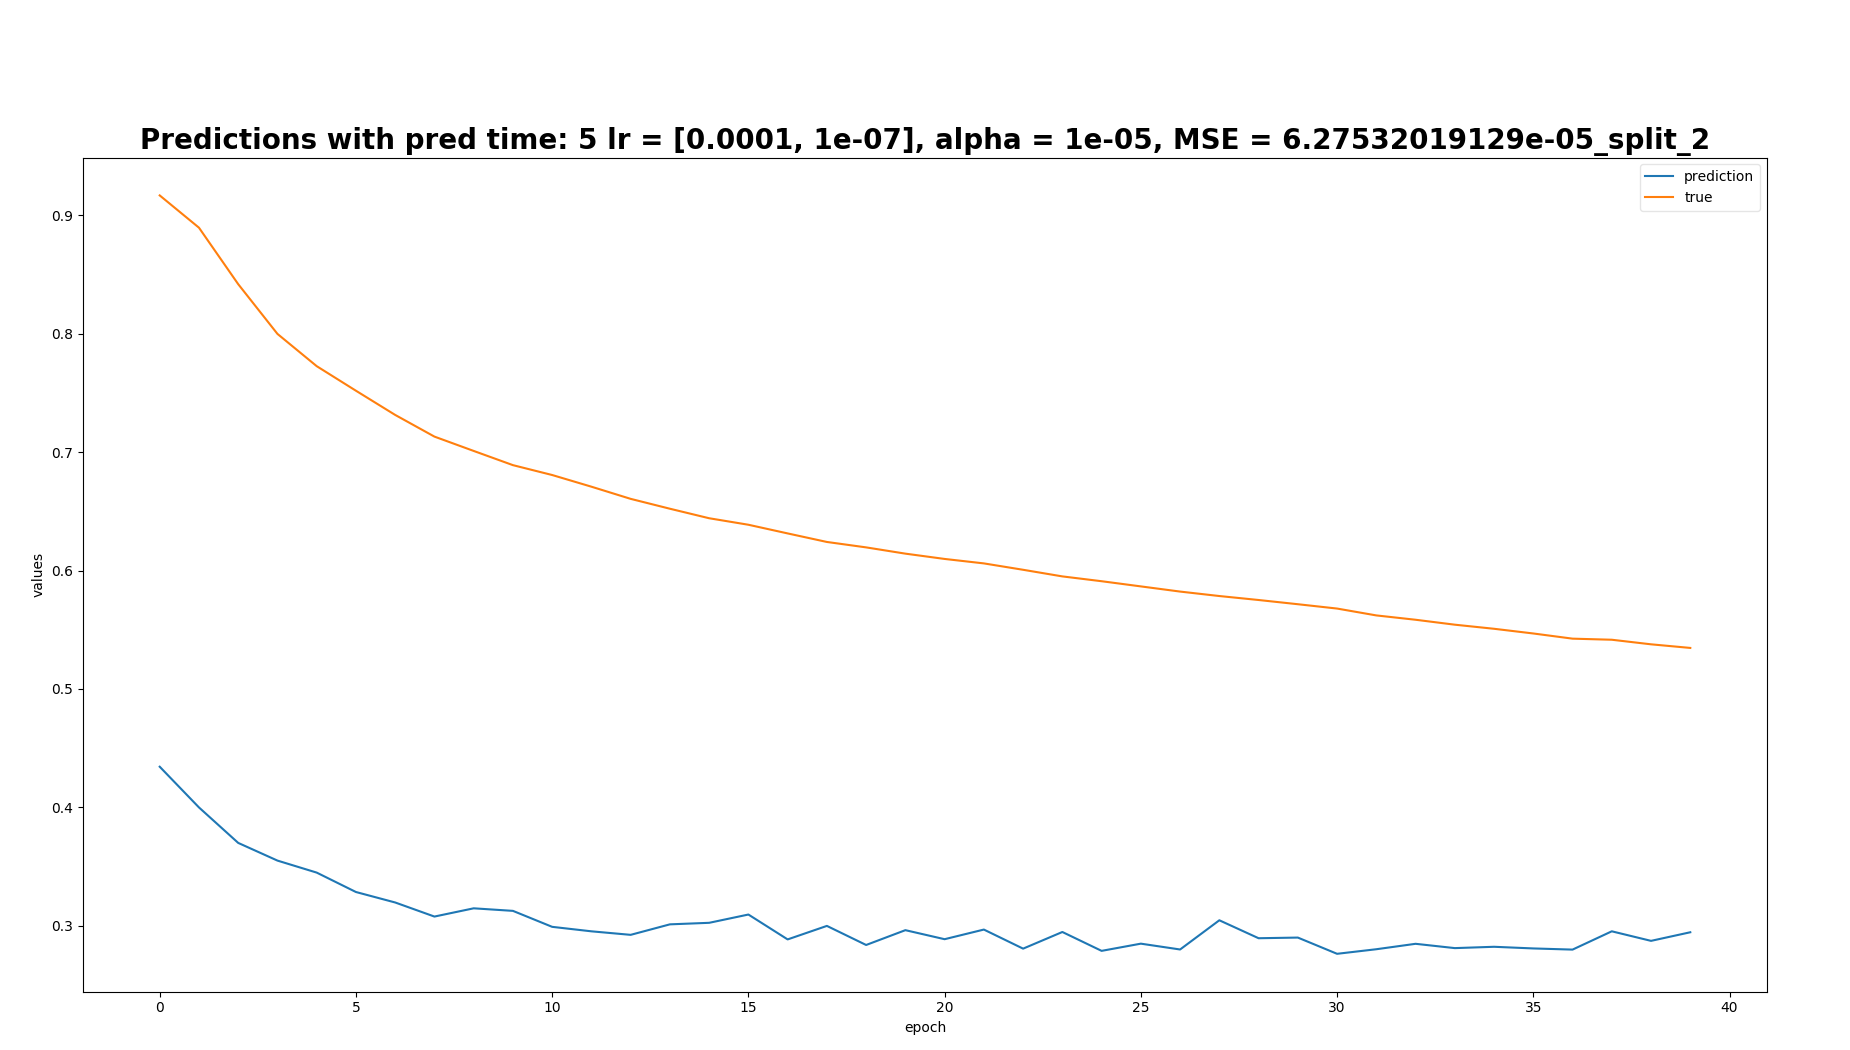 Predictions with pred time: 5 lr = [0.0001, 1e-07], alpha = 1e-05, MSE = 6.27532019129e-05_split_2
prediction
true
values
0.9
0.8
0.7
0.6
0.5
0.4
0.3
0 5 10 15 20 25 30 35 40
epoch